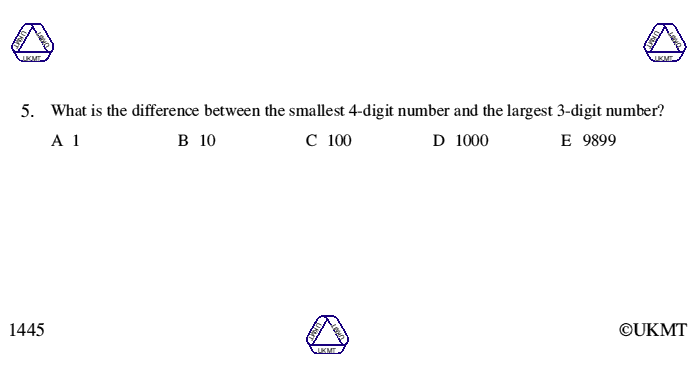 UKMT UKMT UKMT
UKMT UKMT UKMT
5. What is the difference between the smallest 4-digit number and the largest 3-digit number?
A 1 B 10 C 100 D 1000 E 9899
1445
UKMT UKMT UKMT
©UKMT